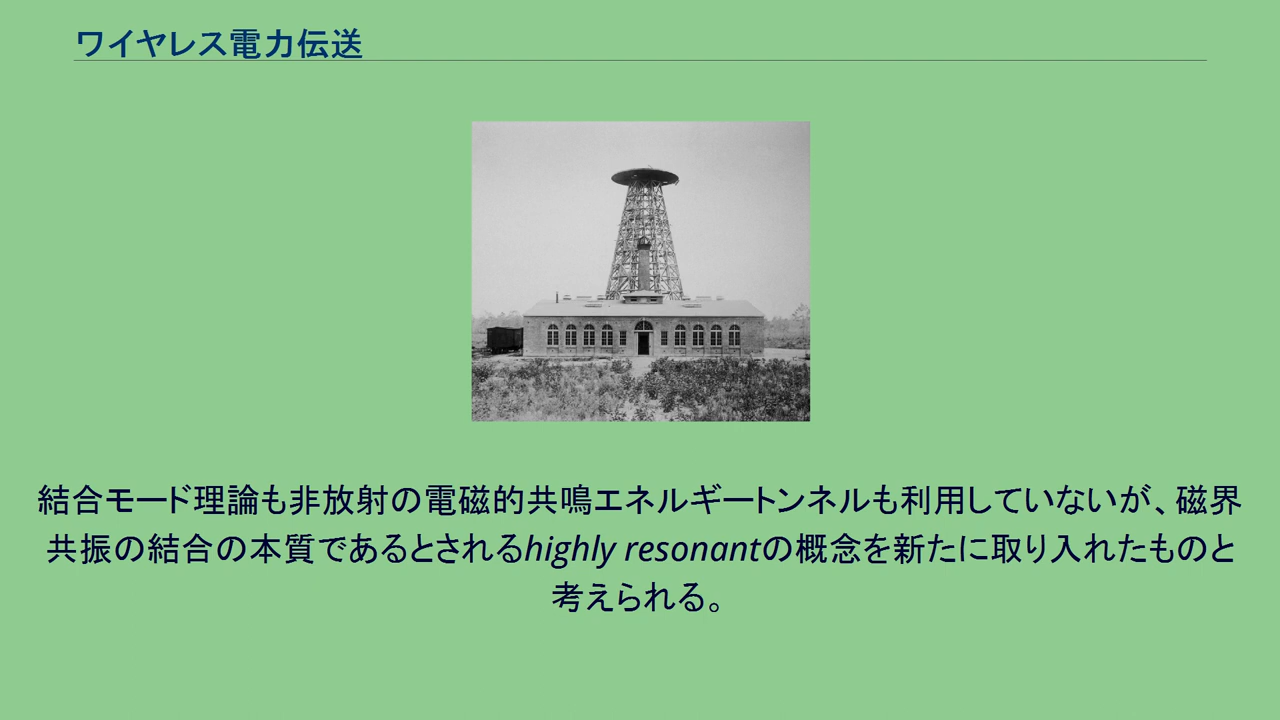 ワイヤレス電力伝送
結合モード理論も非放射の電磁的共鳴エネルギートンネルも利用していないが、磁界
共振の結合の本質であるとされるhighly resonantの概念を新たに取り入れたものと
考えられる。